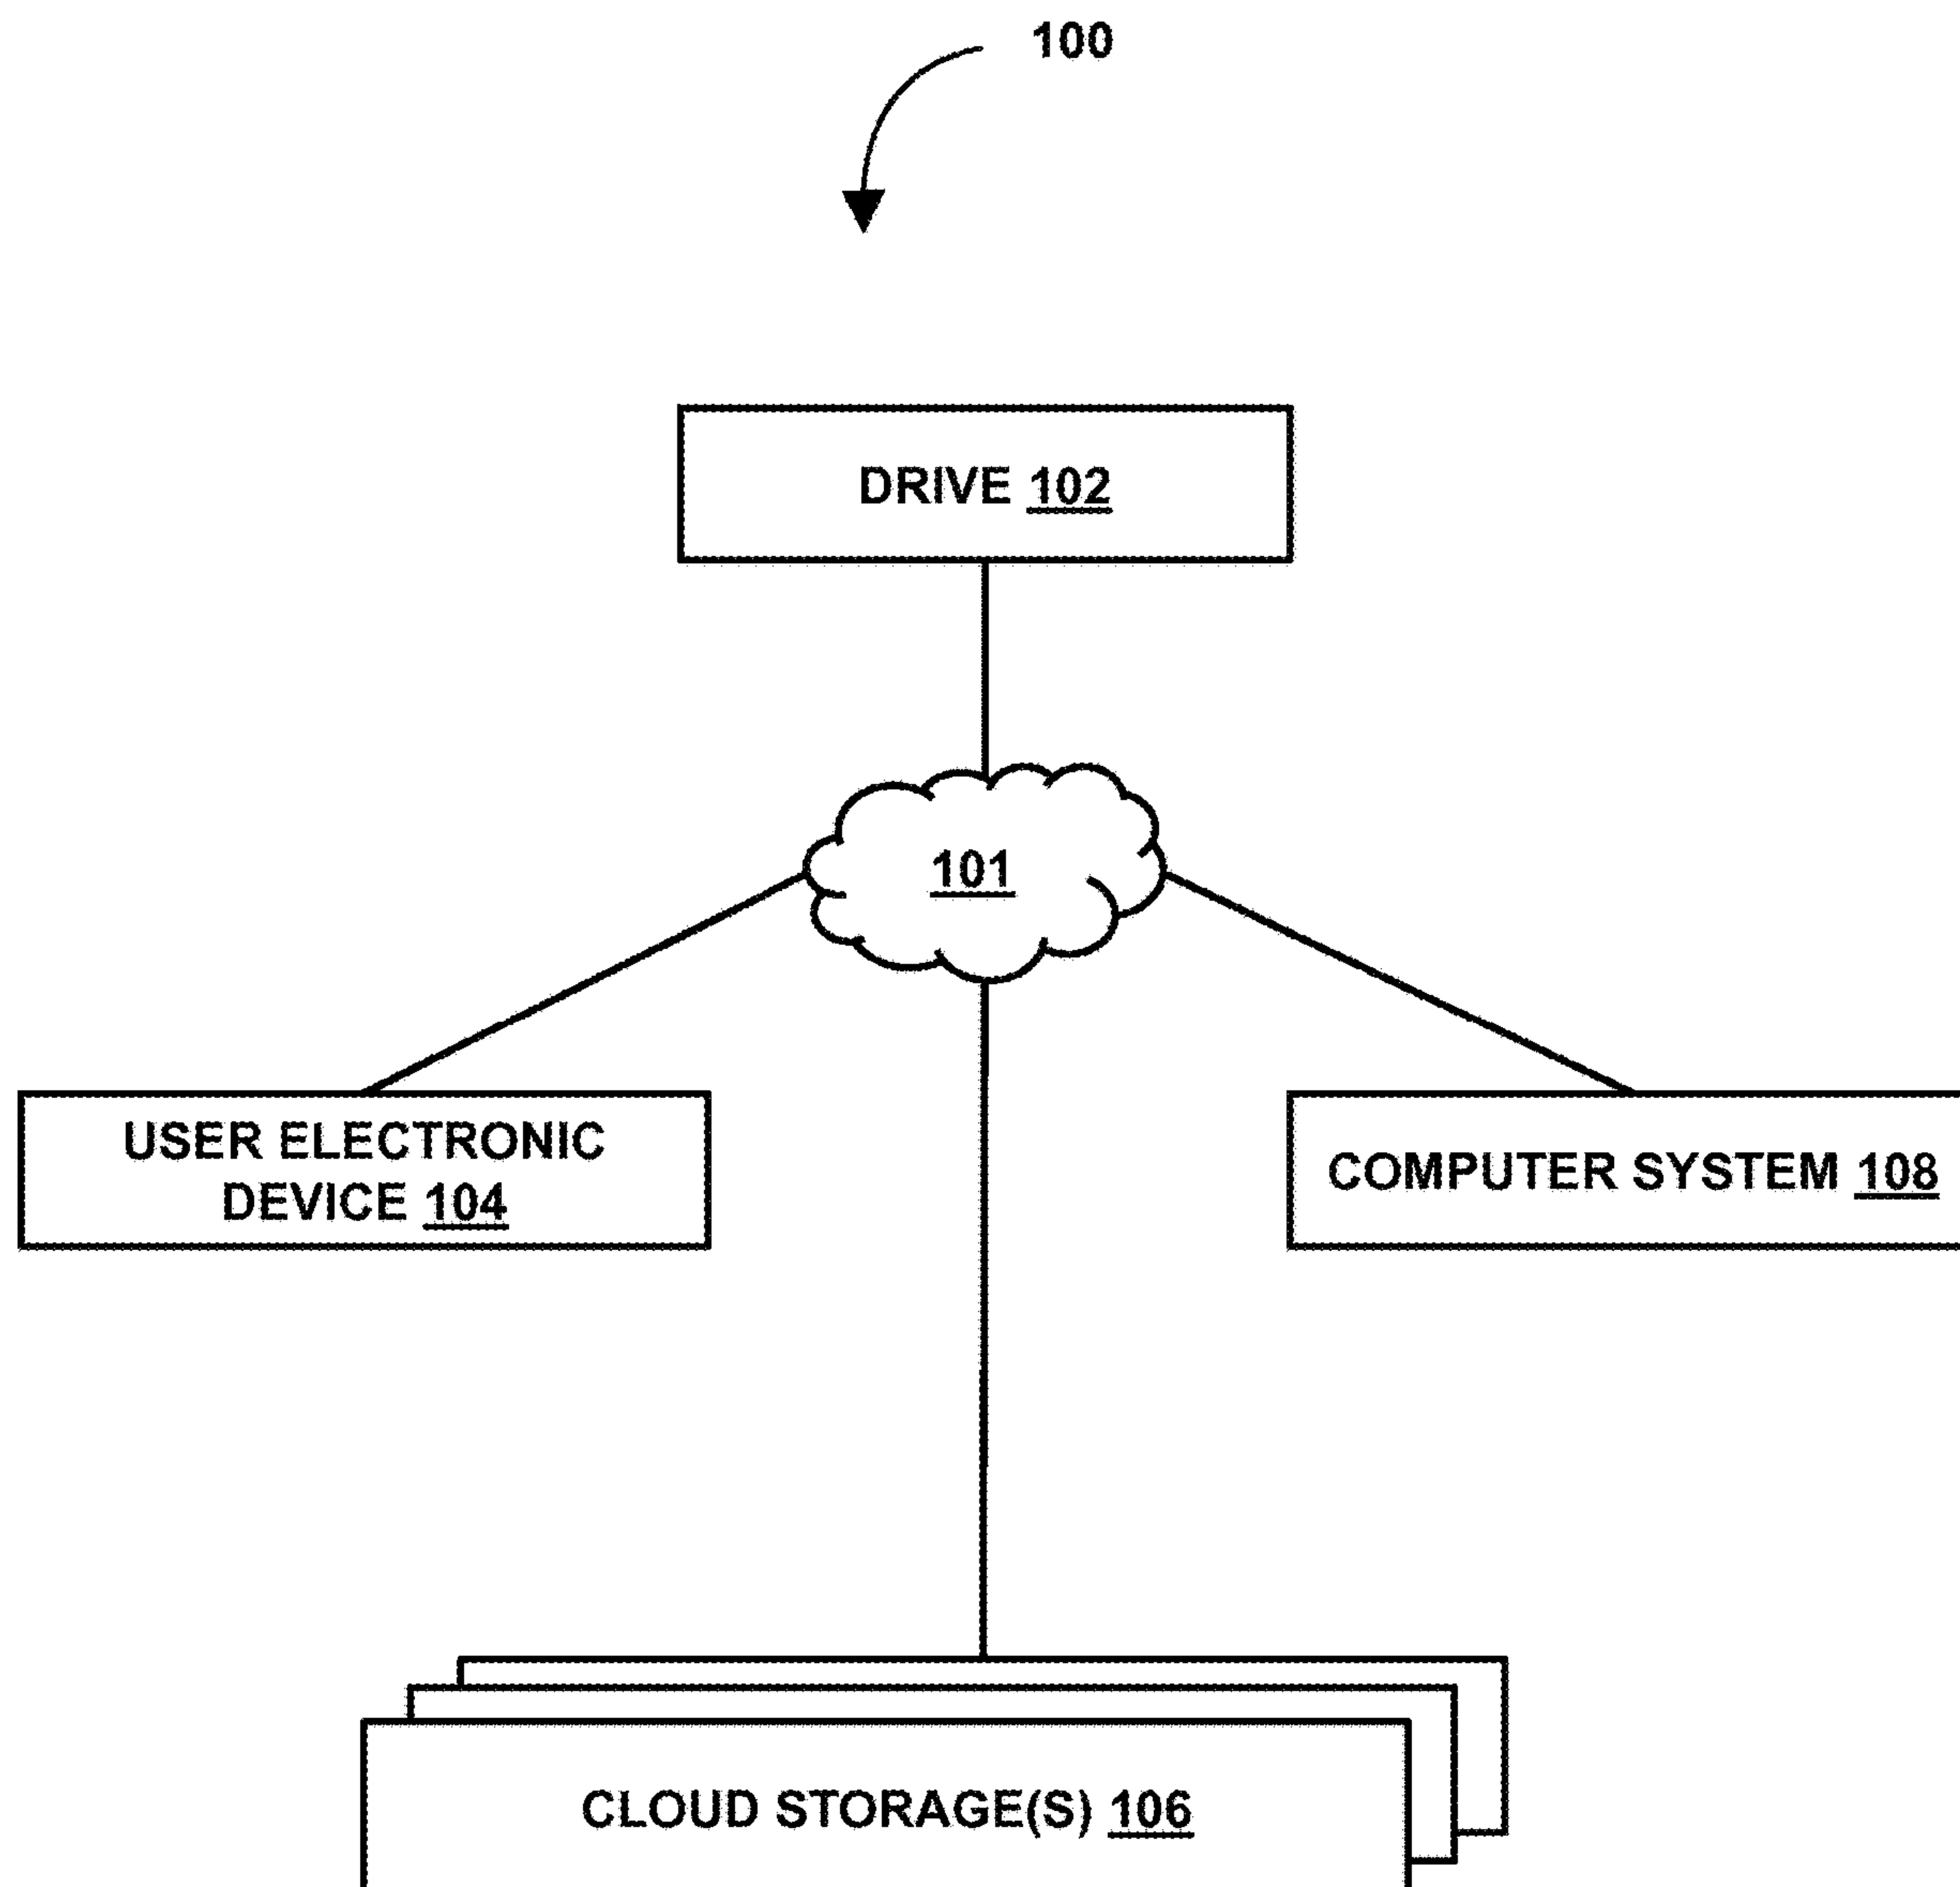 100
DRIVE 102
101
USER ELECTRONIC
DEVICE 104
COMPUTER SYSTEM 108
CLOUD STORAGE(S) 106